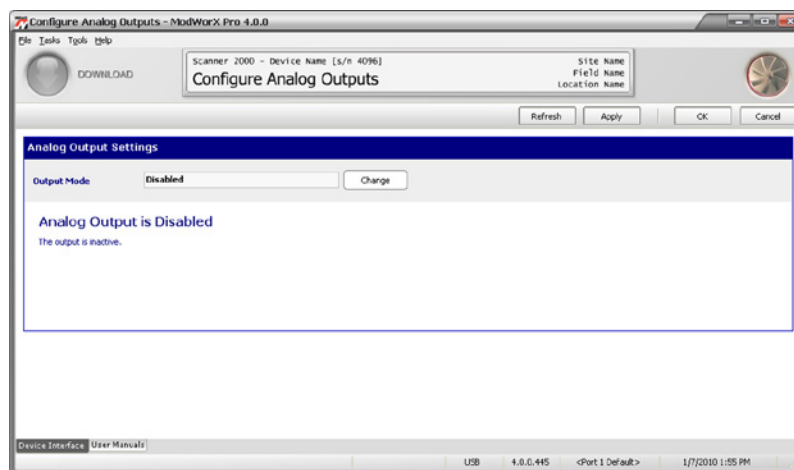 Configure Analog Outputs - ModWorX Pro 4.0.0
File Tasks Tools Help
DOWNLOAD
Scanner 2000 - Device Name [s/n 4096]
Configure Analog Outputs
Site Name
Field Name
Location Name
Refresh Apply OK Cancel
Analog Output Settings
Output Mode Disabled Change
Analog Output is Disabled
The output is inactive.
Device Interface User Manuals
USB 4.0.0.445 <Port 1 Default> 1/7/2010 1:55 PM